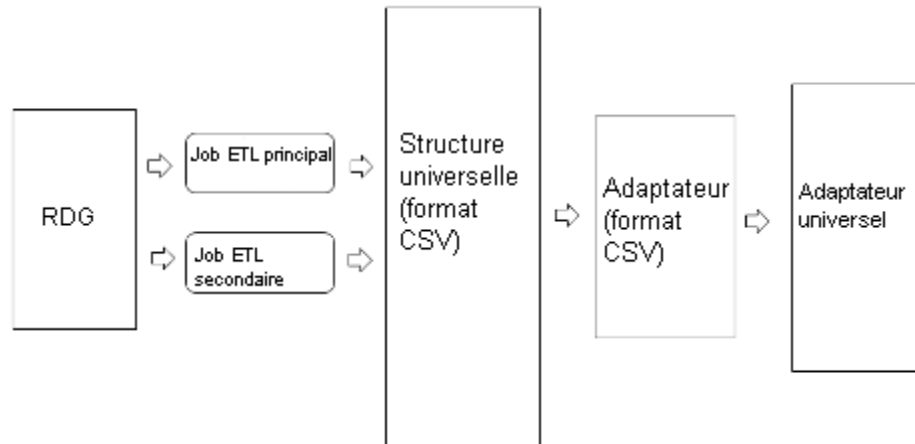 RDG
Job ETL principal
Job ETL
secondaire
Structure
universelle
(format
CSV)
Adaptateur
(format
CSV)
Adaptateur
universel